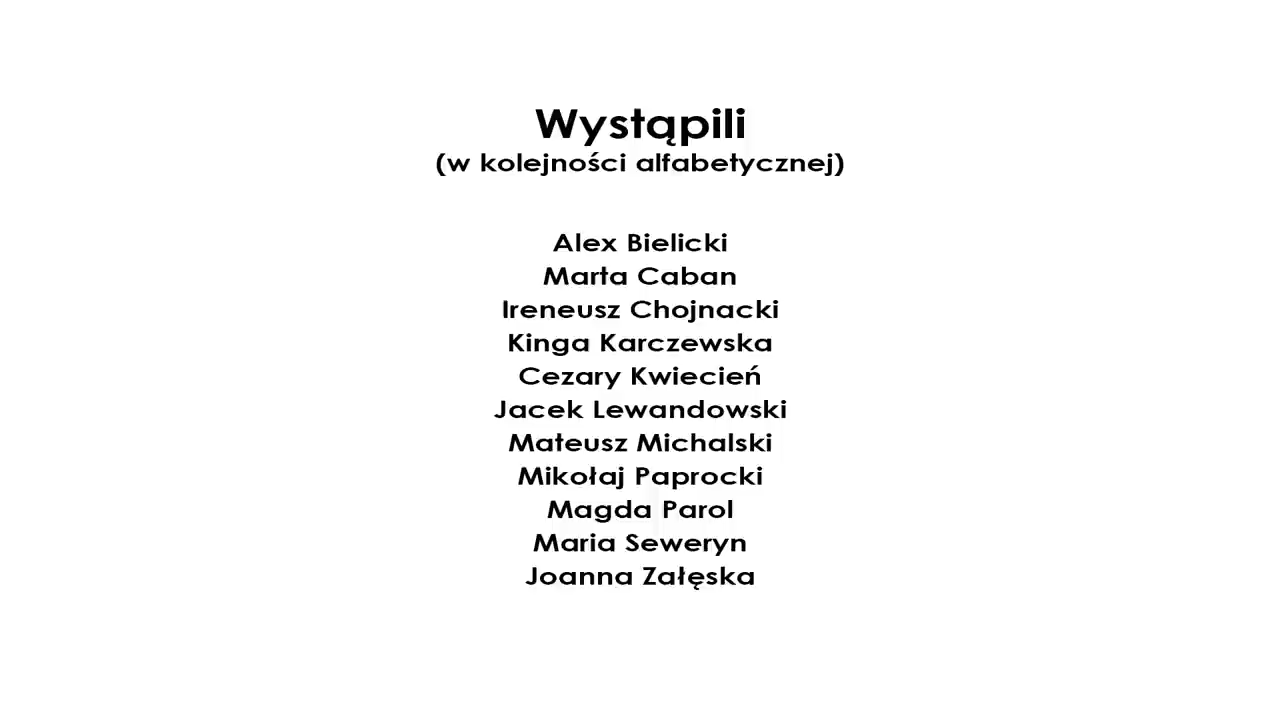 Wystąpili
(w kolejności alfabetycznej)
Alex Bielicki
Marta Caban
Ireneusz Chojnacki
Kinga Karczewska
Cezary Kwiecień
Jacek Lewandowski
Mateusz Michalski
Mikołaj Paprocki
Magda Parol
Maria Seweryn
Joanna Załęska